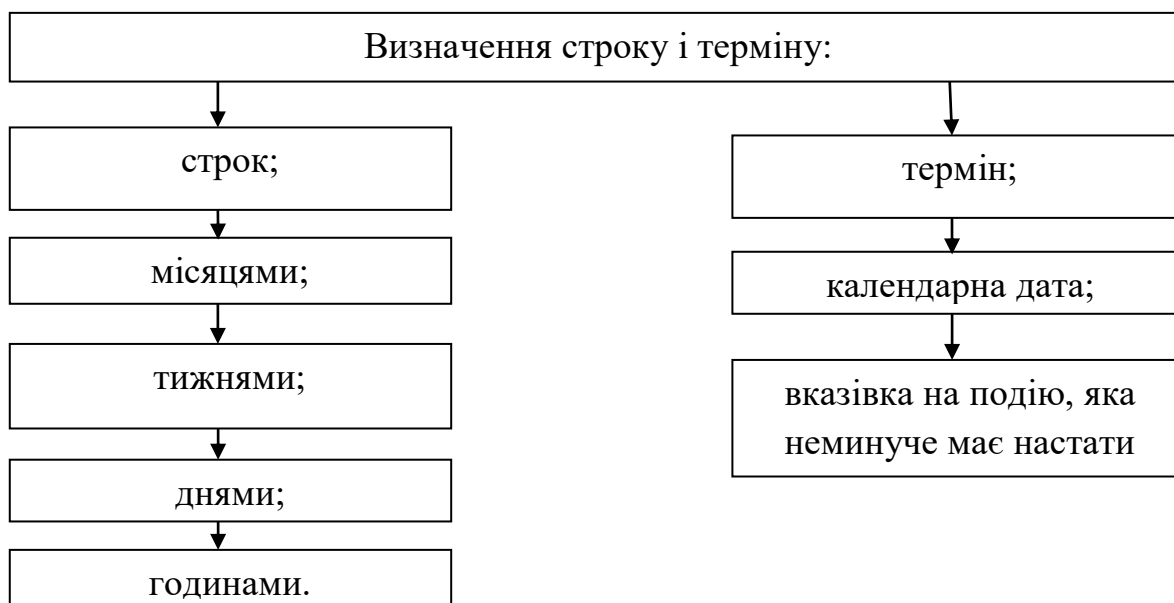 Визначення строку і терміну:
строк;
місяцями;
тижнями;
днями;
годинами.
термін;
календарна дата;
вказівка на подію, яка
неминуче має настати